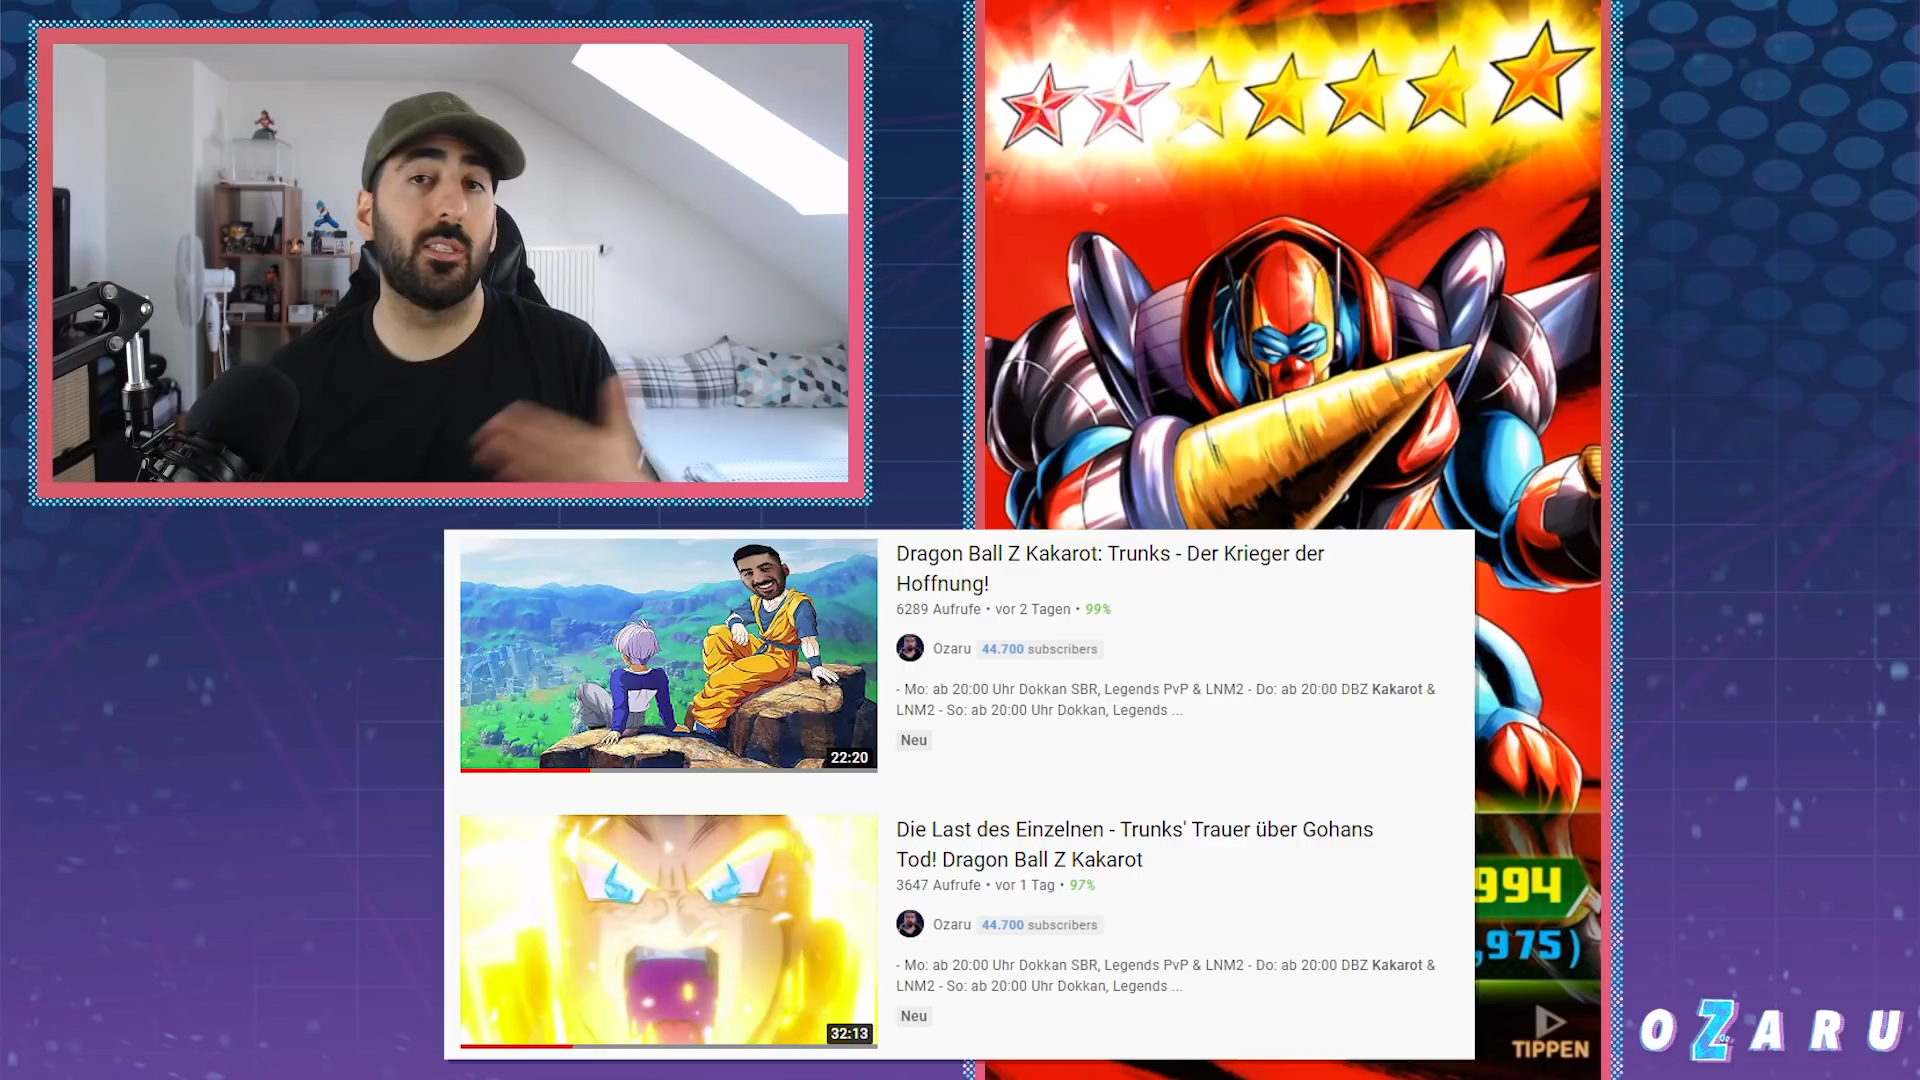 Dragon Ball Z Kakarot: Trunks - Der Krieger der
Hoffnung!
6289 Aufrufe • vor 2 Tagen • 99%
Ozaru 44.700 subscribers
- Mo: ab 20:00 Uhr Dokkan SBR, Legends PvP & LNM2 - Do: ab 20:00 DBZ Kakarot &
LNM2 - So: ab 20:00 Uhr Dokkan, Legends ...
Neu
22:20
Die Last des Einzelnen - Trunks' Trauer über Gohans
Tod! Dragon Ball Z Kakarot
3647 Aufrufe • vor 1 Tag • 97%
Ozaru 44.700 subscribers
- Mo: ab 20:00 Uhr Dokkan SBR, Legends PvP & LNM2 - Do: ab 20:00 DBZ Kakarot &
LNM2 - So: ab 20:00 Uhr Dokkan, Legends ...
Neu
32:13
994
,975)
TIPPEN
OZARU